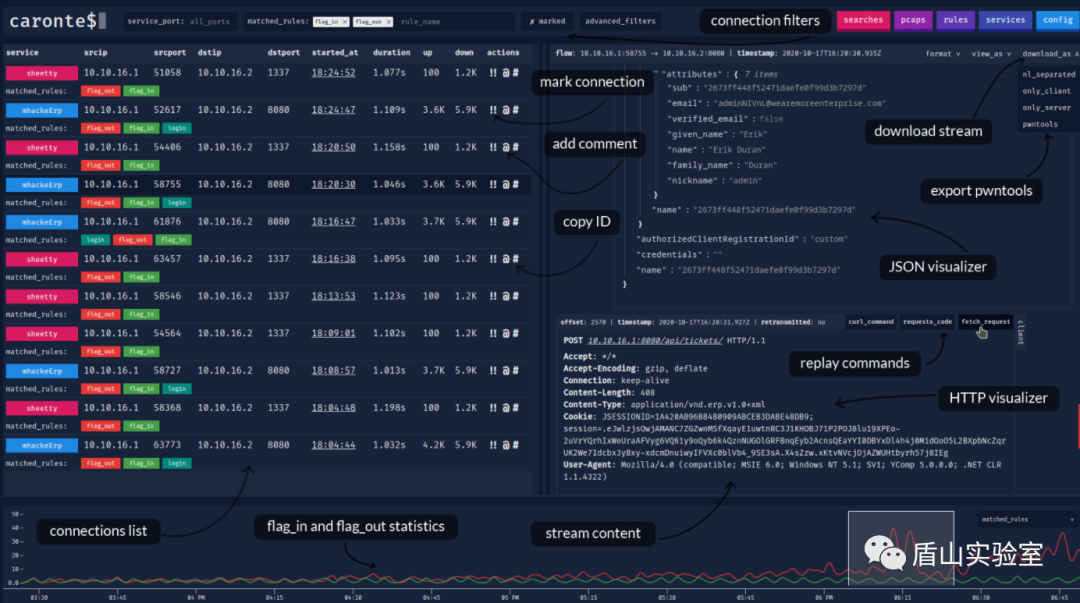 caronte$
service_port: all_ports
matched_rules: flag_in × flag_out × rule_name
✗ marked
advanced_filters
connection filters
searches
pcaps
rules
services
config
service srcip srcport dstip dstport started_at duration up down actions
sheetty 10.10.16.1 51058 10.10.16.2 1337 18:24:52 1.077s 100 1.2K !! @ #
matched_rules: flag_out flag_in
mhackeErp 10.10.16.1 52617 10.10.16.2 8080 18:24:47 1.109s 3.6K 5.9K !! @ #
matched_rules: flag_out flag_in login
sheetty 10.10.16.1 54406 10.10.16.2 1337 18:20:50 1.158s 100 1.2K !! @ #
matched_rules: flag_out flag_in
mhackeErp 10.10.16.1 58755 10.10.16.2 8080 18:20:30 1.046s 3.6K 5.9K !! @ #
matched_rules: flag_out flag_in login
mhackeErp 10.10.16.1 61876 10.10.16.2 8080 18:16:47 1.033s 3.7K 5.9K !! @ #
matched_rules: login flag_out flag_in
sheetty 10.10.16.1 63457 10.10.16.2 1337 18:16:38 1.095s 100 1.2K !! @ #
matched_rules: flag_out flag_in
sheetty 10.10.16.1 58546 10.10.16.2 1337 18:13:53 1.123s 100 1.2K !! @ #
matched_rules: flag_out flag_in
sheetty 10.10.16.1 54564 10.10.16.2 1337 18:09:01 1.102s 100 1.2K !! @ #
matched_rules: flag_out flag_in
mhackeErp 10.10.16.1 58727 10.10.16.2 8080 18:08:57 1.013s 3.7K 5.9K !! @ #
matched_rules: flag_out flag_in login
sheetty 10.10.16.1 58368 10.10.16.2 1337 18:04:48 1.198s 100 1.2K !! @ #
matched_rules: flag_out flag_in
mhackeErp 10.10.16.1 63773 10.10.16.2 8080 18:04:44 1.032s 4.2K 5.9K !! @ #
matched_rules: flag_out flag_in login
mark connection
add comment
copy ID
connections list
flow: 10.10.16.1:58755 → 10.10.16.2:8080 | timestamp: 2020-10-17T16:20:30.935Z
format ∨ view_as ∨ download_as ∧
nl_separated
only_client
only_server
pwntools
"attributes" : { 7 items
"sub" : "2673ff448f52471daefe0f99d3b7297d"
"email" : "adminNIVnL@wearemoreenterprise.com"
"verified_email" : false
"given_name" : "Erik"
"name" : "Erik Duran"
"family_name" : "Duran"
"nickname" : "admin"
}
"name" : "2673ff448f52471daefe0f99d3b7297d"
}
"authorizedClientRegistrationId" : "custom"
"credentials" : ""
"name" : "2673ff448f52471daefe0f99d3b7297d"
}
download stream
export pwntools
JSON visualizer
offset: 2570 | timestamp: 2020-10-17T16:20:31.927Z | retransmitted: no
curl_command requests_code fetch_request
client
POST 10.10.16.1:8080/api/tickets/ HTTP/1.1
Accept: */*
Accept-Encoding: gzip, deflate
Connection: keep-alive
Content-Length: 408
Content-Type: application/vnd.erp.v1.0+xml
User-Agent: Mozilla/4.0 (compatible; MSIE 6.0; Windows NT 5.1; SV1; YComp 5.0.0.0; .NET CLR
1.1.4322)
replay commands
HTTP visualizer
stream content
flag_in and flag_out statistics
matched_rules
50
40
30
20
10
0.0
03:30 03:45 04 PM 04:15 04:30 04:45 05 PM 05:15 05:30 05:45 06 PM 06:15 06:30 06:45
盾山实验室